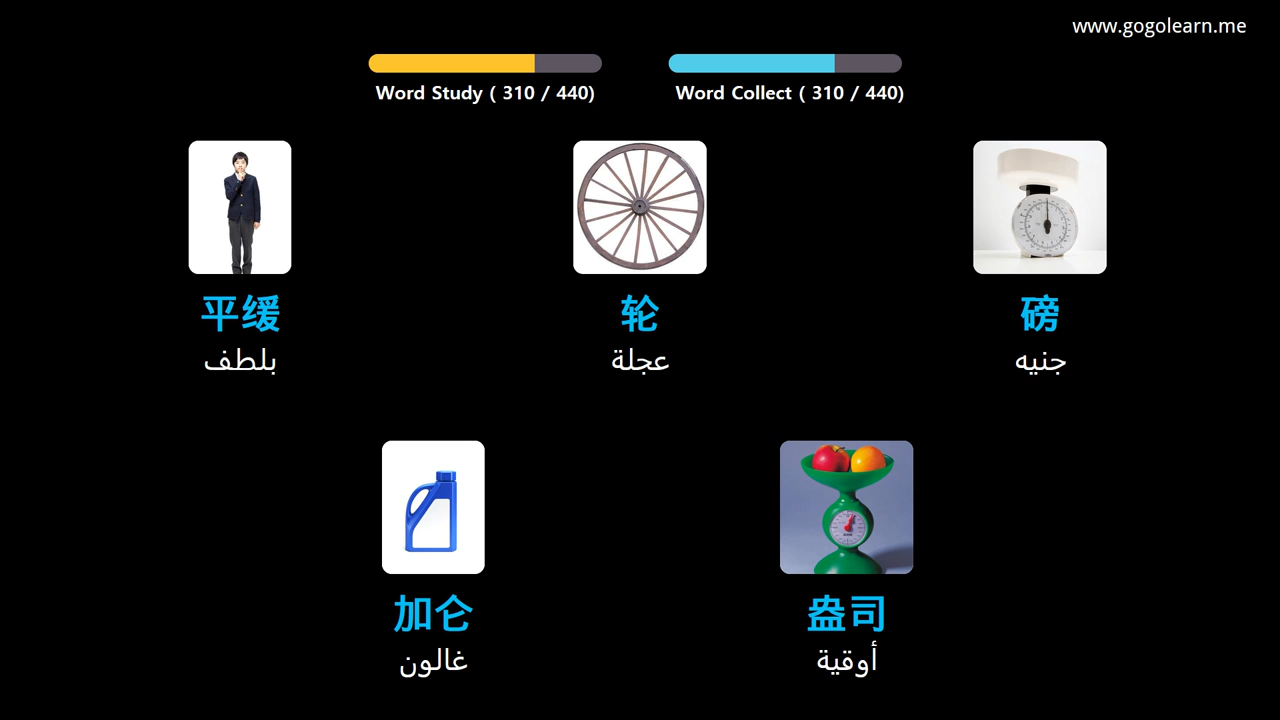 www.gogolearn.me
Word Study ( 310 / 440)
Word Collect ( 310 / 440)
平缓
بلطف
轮
عجلة
磅
جنيه
加仑
غالون
盎司
أوقية